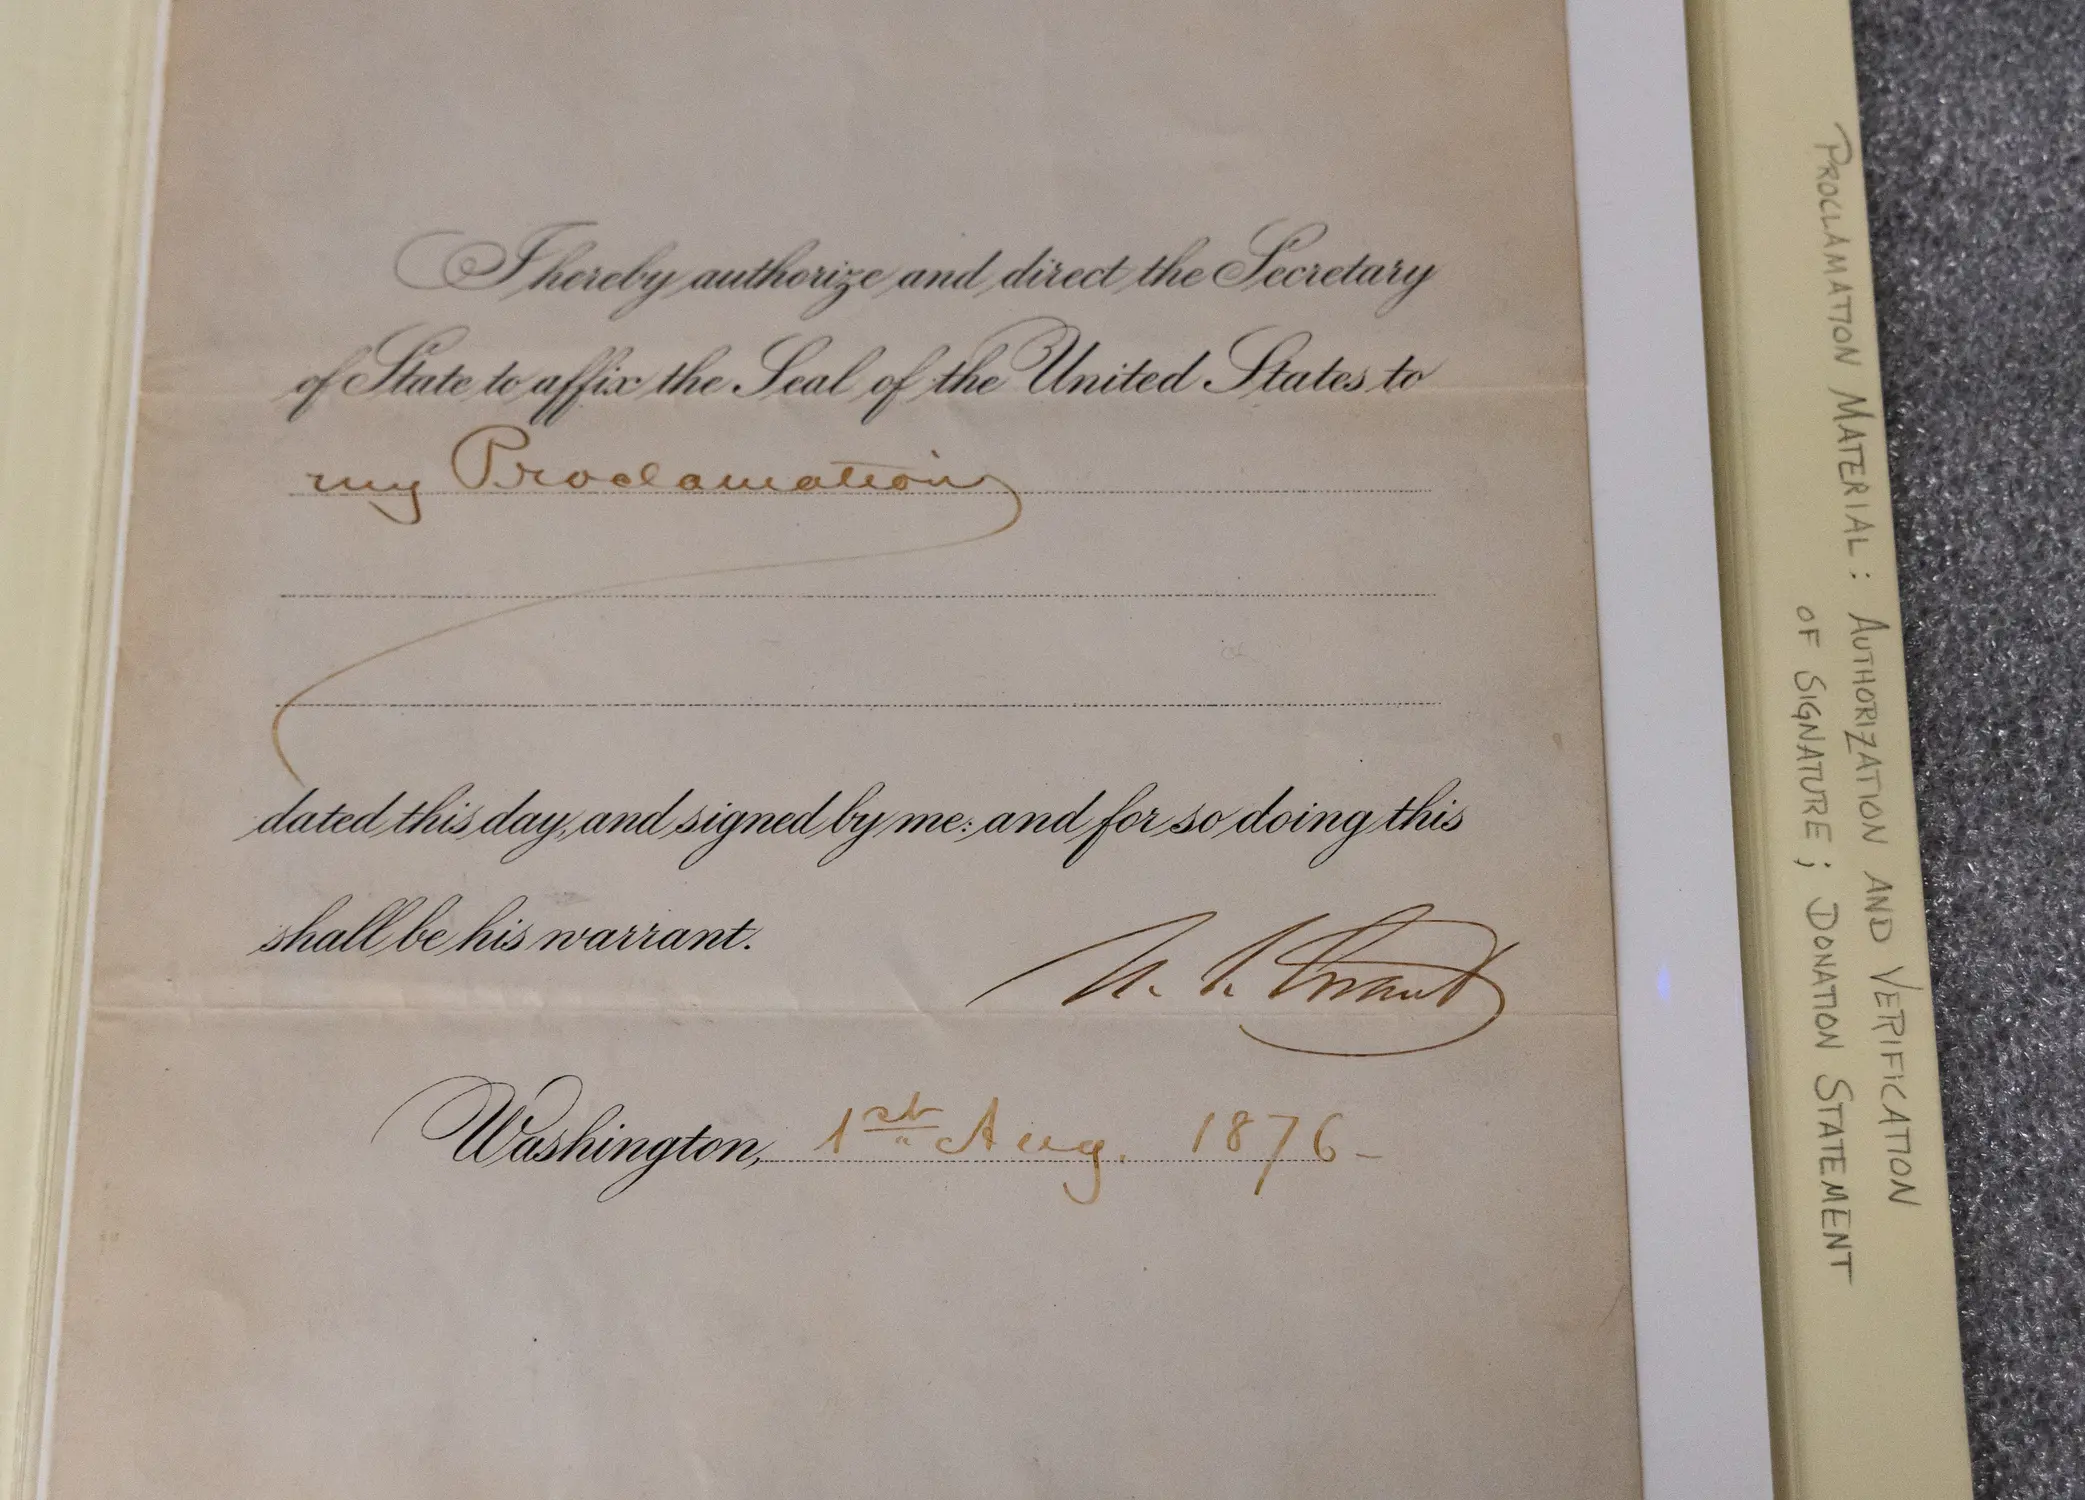 I hereby authorize and direct the Secretary
of State to affix the Seal of the United States to
my Proclamation
dated this day, and signed by me: and for so doing this
shall be his warrant.
U. S. Grant
Washington, 1st Aug. 1876-
PROCLAMATION MATERIAL: AUTHORIZATION AND VERIFICATION
OF SIGNATURE; DONATION STATEMENT